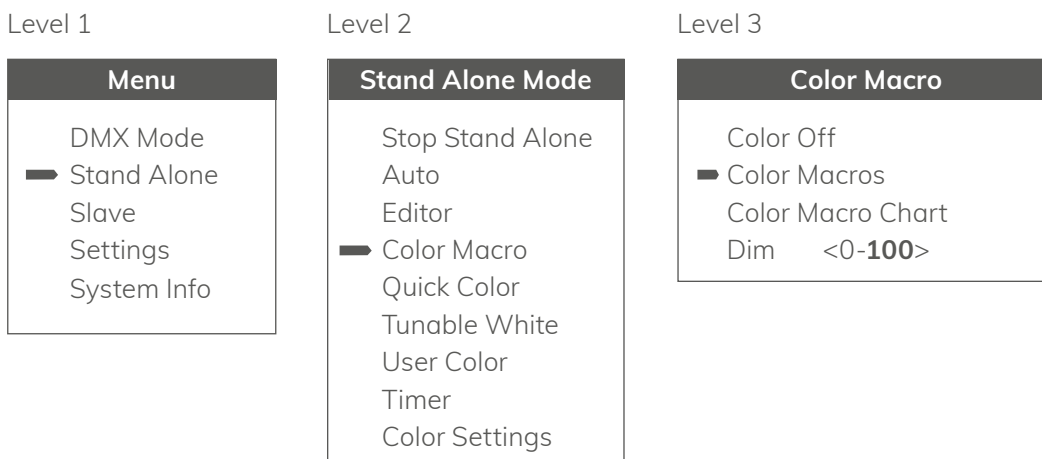 Level 1
Level 2
Level 3
Menu
DMX Mode
Stand Alone
Slave
Settings
System Info
Stand Alone Mode
Stop Stand Alone
Auto
Editor
Color Macro
Quick Color
Tunable White
User Color
Timer
Color Settings
Color Macro
Color Off
Color Macros
Color Macro Chart
Dim <0-100>